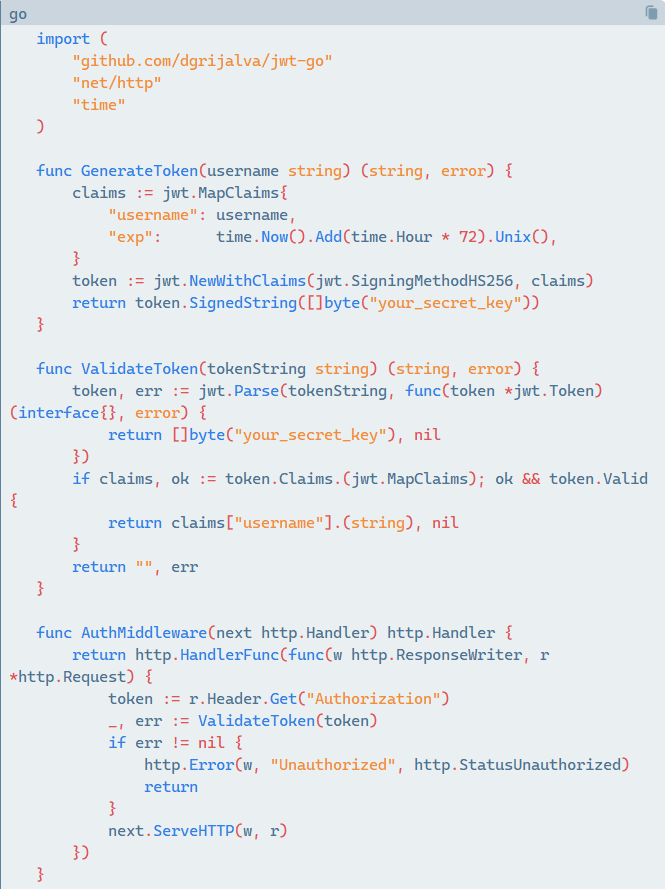 go
import (
    "github.com/dgrijalva/jwt-go"
    "net/http"
    "time"
)

func GenerateToken(username string) (string, error) {
    claims := jwt.MapClaims{
        "username": username,
        "exp":      time.Now().Add(time.Hour * 72).Unix(),
    }
    token := jwt.NewWithClaims(jwt.SigningMethodHS256, claims)
    return token.SignedString([]byte("your_secret_key"))
}

func ValidateToken(tokenString string) (string, error) {
    token, err := jwt.Parse(tokenString, func(token *jwt.Token)
(interface{}, error) {
        return []byte("your_secret_key"), nil
    })
    if claims, ok := token.Claims.(jwt.MapClaims); ok && token.Valid
{
        return claims["username"].(string), nil
    }
    return "", err
}

func AuthMiddleware(next http.Handler) http.Handler {
    return http.HandlerFunc(func(w http.ResponseWriter, r
*http.Request) {
        token := r.Header.Get("Authorization")
        _, err := ValidateToken(token)
        if err != nil {
            http.Error(w, "Unauthorized", http.StatusUnauthorized)
            return
        }
        next.ServeHTTP(w, r)
    })
}